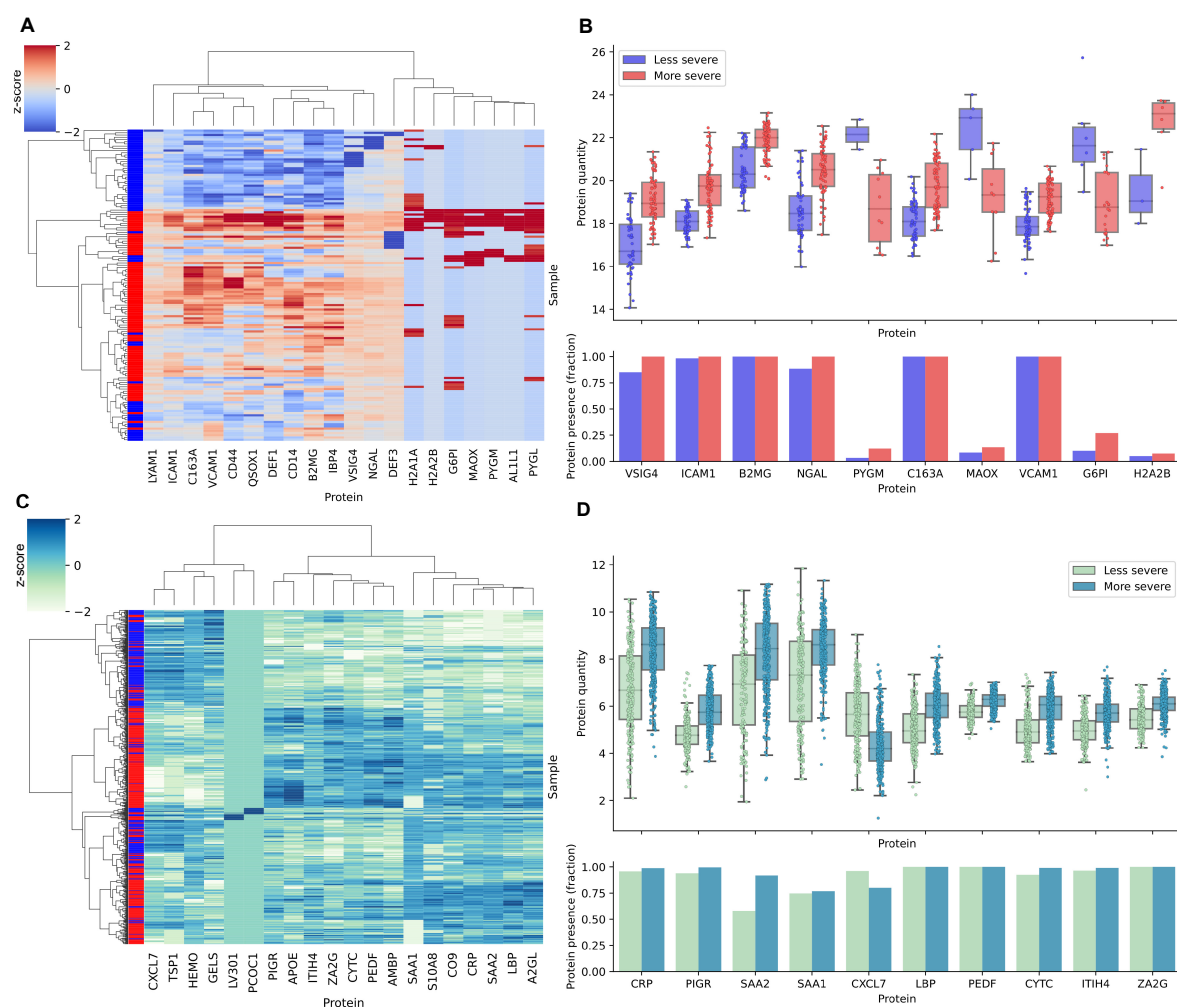 A
z-score
2
0
−2
LYAM1
ICAM1
C163A
VCAM1
CD44
QSOX1
DEF1
CD14
B2MG
IBP4
VSIG4
NGAL
DEF3
H2A1A
H2A2B
G6PI
MAOX
PYGM
AL1L1
PYGL
Protein
Sample
B
Less severe
More severe
Protein quantity
26
24
22
20
18
16
14
Protein
Protein presence (fraction)
1.00
0.75
0.50
0.25
0.00
VSIG4
ICAM1
B2MG
NGAL
PYGM
C163A
MAOX
VCAM1
G6PI
H2A2B
Protein
C
z-score
2
0
−2
CXCL7
TSP1
HEMO
GELS
LV301
PCOC1
PIGR
APOE
ITIH4
ZA2G
CYTC
PEDF
AMBP
SAA1
S10A8
CO9
CRP
SAA2
LBP
A2GL
Protein
Sample
D
Less severe
More severe
Protein quantity
12
10
8
6
4
2
Protein
Protein presence (fraction)
1.00
0.75
0.50
0.25
0.00
CRP
PIGR
SAA2
SAA1
CXCL7
LBP
PEDF
CYTC
ITIH4
ZA2G
Protein